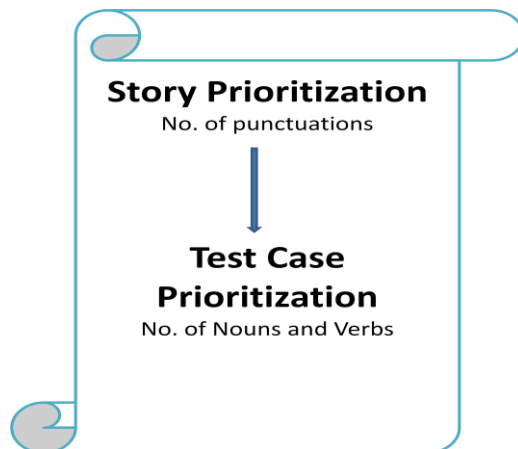 Story Prioritization
No. of punctuations
Test Case
Prioritization
No. of Nouns and Verbs